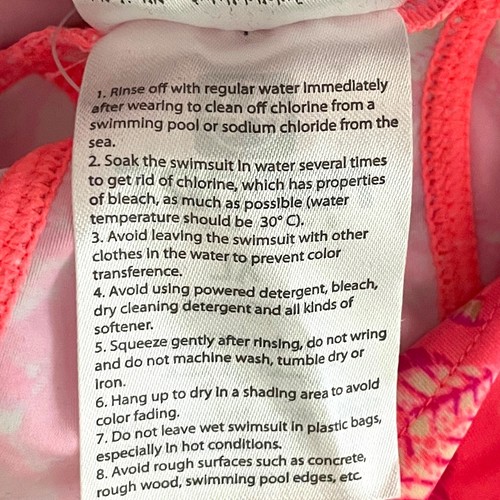 1. Rinse off with regular water immediately
after wearing to clean off chlorine from a
swimming pool or sodium chloride from the
sea.
2. Soak the swimsuit in water several times
to get rid of chlorine, which has properties
of bleach, as much as possible (water
temperature should be 30° C).
3. Avoid leaving the swimsuit with other
clothes in the water to prevent color
transference.
4. Avoid using powered detergent, bleach,
dry cleaning detergent and all kinds of
softener.
5. Squeeze gently after rinsing, do not wring
and do not machine wash, tumble dry or
iron.
6. Hang up to dry in a shading area to avoid
color fading.
7. Do not leave wet swimsuit in plastic bags,
especially in hot conditions.
8. Avoid rough surfaces such as concrete,
rough wood, swimming pool edges, etc.